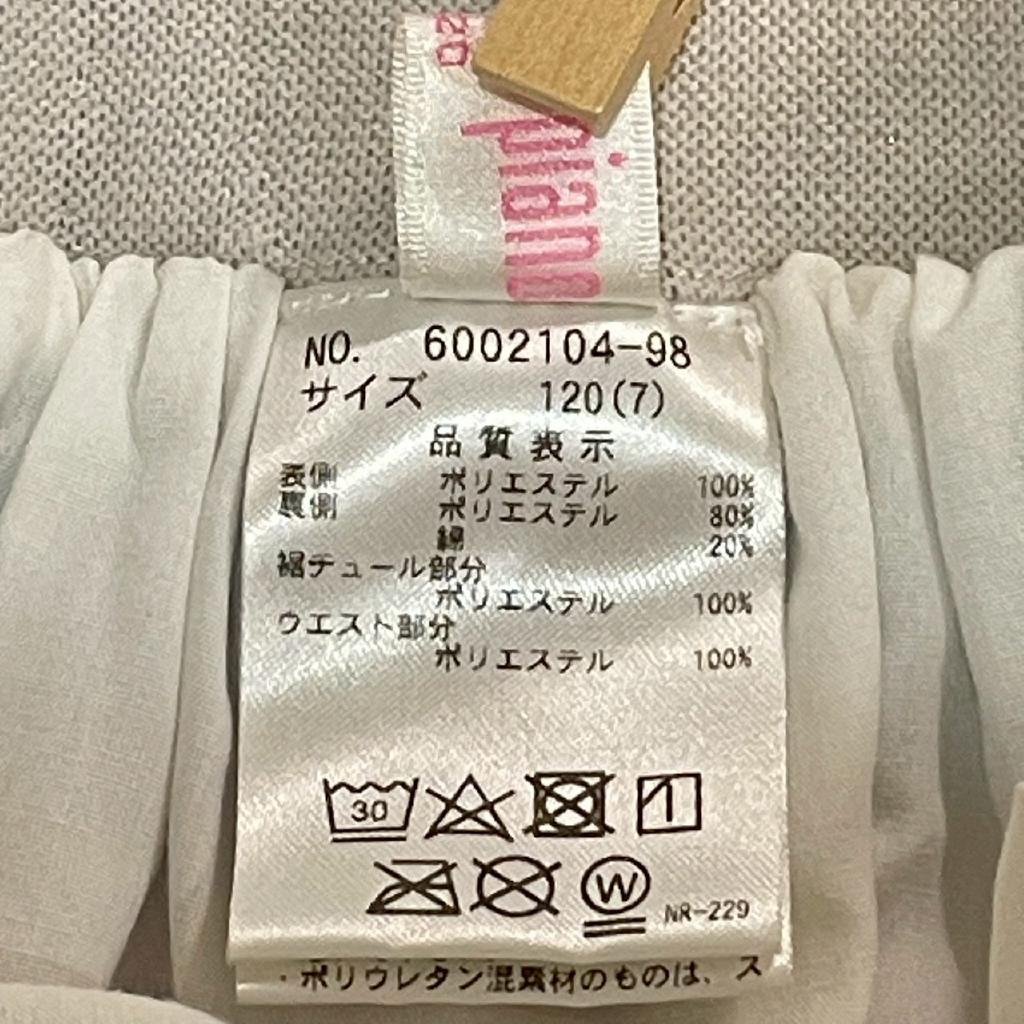 piano
NO. 6002104-98
サイズ 120(7)
品質表示
表側 ポリエステル 100%
裏側 ポリエステル 80%
綿 20%
裾チュール部分
ポリエステル 100%
ウエスト部分
ポリエステル 100%
30
W
NR-229
・ポリウレタン混素材のものは、ス